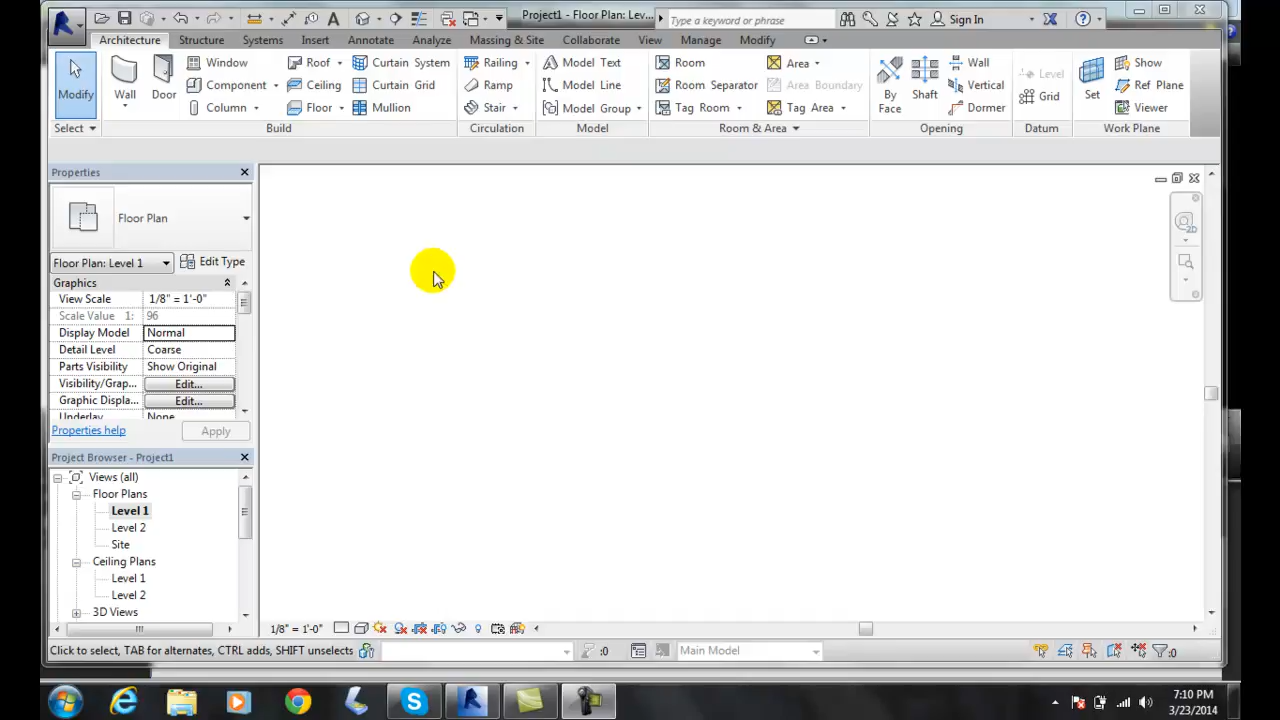 Project1 - Floor Plan: Lev...
Type a keyword or phrase
Sign In
Architecture Structure Systems Insert Annotate Analyze Massing & Site Collaborate View Manage Modify
Modify
Wall
Door
Window
Component
Column
Roof
Ceiling
Floor
Curtain System
Curtain Grid
Mullion
Railing
Ramp
Stair
Model Text
Model Line
Model Group
Room
Room Separator
Tag Room
Area
Area Boundary
Tag Area
By Face
Shaft
Wall
Vertical
Dormer
Level
Grid
Set
Show
Ref Plane
Viewer
Select Build Circulation Model Room & Area Opening Datum Work Plane
Properties
Floor Plan
Floor Plan: Level 1 Edit Type
Graphics
View Scale 1/8" = 1'-0"
Scale Value 1: 96
Display Model Normal
Detail Level Coarse
Parts Visibility Show Original
Visibility/Grap... Edit...
Graphic Displa... Edit...
Underlay None
Properties help Apply
Project Browser - Project1
Views (all)
Floor Plans
Level 1
Level 2
Site
Ceiling Plans
Level 1
Level 2
3D Views
2D
1/8" = 1'-0"
Click to select, TAB for alternates, CTRL adds, SHIFT unselects
:0
Main Model
:0
7:10 PM
3/23/2014